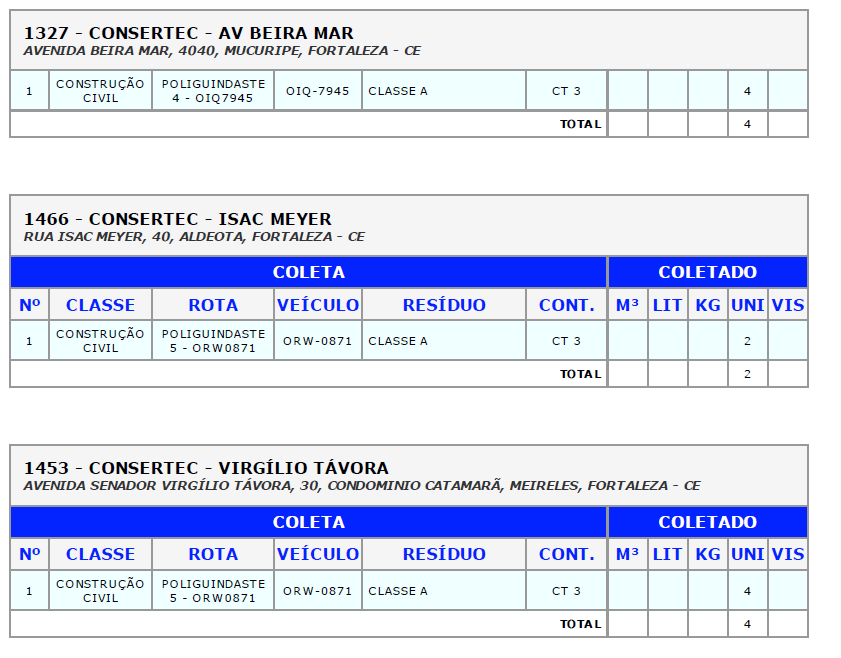 1327 - CONSERTEC - AV BEIRA MAR
AVENIDA BEIRA MAR, 4040, MUCURIPE, FORTALEZA - CE
1 CONSTRUÇÃO CIVIL POLIGUINDASTE 4 - OIQ7945 OIQ-7945 CLASSE A CT 3 4
TOTAL 4
1466 - CONSERTEC - ISAC MEYER
RUA ISAC MEYER, 40, ALDEOTA, FORTALEZA - CE
COLETA COLETADO
Nº CLASSE ROTA VEÍCULO RESÍDUO CONT. M³ LIT KG UNI VIS
1 CONSTRUÇÃO CIVIL POLIGUINDASTE 5 - ORW0871 ORW-0871 CLASSE A CT 3 2
TOTAL 2
1453 - CONSERTEC - VIRGÍLIO TÁVORA
AVENIDA SENADOR VIRGÍLIO TÁVORA, 30, CONDOMINIO CATAMARÃ, MEIRELES, FORTALEZA - CE
COLETA COLETADO
Nº CLASSE ROTA VEÍCULO RESÍDUO CONT. M³ LIT KG UNI VIS
1 CONSTRUÇÃO CIVIL POLIGUINDASTE 5 - ORW0871 ORW-0871 CLASSE A CT 3 4
TOTAL 4